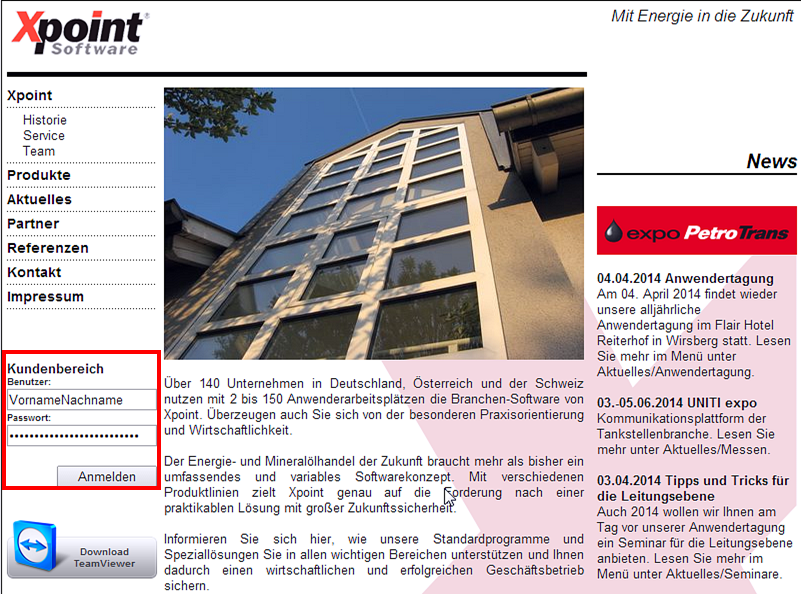 Xpoint®
Software
Mit Energie in die Zukunft
Xpoint
Historie
Service
Team
Produkte
Aktuelles
Partner
Referenzen
Kontakt
Impressum
Kundenbereich
Benutzer:
VornameNachname
Passwort:
••••••••••••••••••••••••••
Anmelden
Download
TeamViewer
Über 140 Unternehmen in Deutschland, Österreich und der Schweiz
nutzen mit 2 bis 150 Anwenderarbeitsplätzen die Branchen-Software von
Xpoint. Überzeugen auch Sie sich von der besonderen Praxisorientierung
und Wirtschaftlichkeit.
Der Energie- und Mineralölhandel der Zukunft braucht mehr als bisher ein
umfassendes und variables Softwarekonzept. Mit verschiedenen
Produktlinien zielt Xpoint genau auf die Forderung nach einer
praktikablen Lösung mit großer Zukunftssicherheit.
Informieren Sie sich hier, wie unsere Standardprogramme und
Speziallösungen Sie in allen wichtigen Bereichen unterstützen und Ihnen
dadurch einen wirtschaftlichen und erfolgreichen Geschäftsbetrieb
sichern.
News
expo PetroTrans
04.04.2014 Anwendertagung
Am 04. April 2014 findet wieder
unsere alljährliche
Anwendertagung im Flair Hotel
Reiterhof in Wirsberg statt. Lesen
Sie mehr im Menü unter
Aktuelles/Anwendertagung.
03.-05.06.2014 UNITI expo
Kommunikationsplattform der
Tankstellenbranche. Lesen Sie
mehr unter Aktuelles/Messen.
03.04.2014 Tipps und Tricks für
die Leitungsebene
Auch 2014 wollen wir Ihnen am
Tag vor unserer Anwendertagung
ein Seminar für die Leitungsebene
anbieten. Lesen Sie mehr im
Menü unter Aktuelles/Seminare.